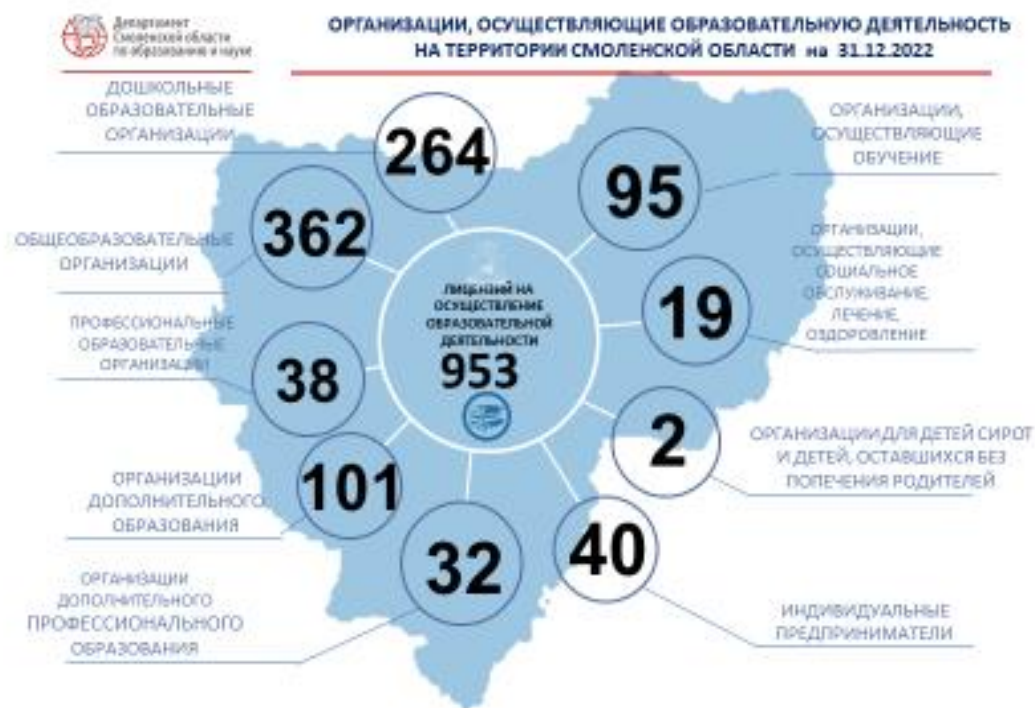 Департамент
Смоленской области
по образованию и науке
ОРГАНИЗАЦИИ, ОСУЩЕСТВЛЯЮЩИЕ ОБРАЗОВАТЕЛЬНУЮ ДЕЯТЕЛЬНОСТЬ
НА ТЕРРИТОРИИ СМОЛЕНСКОЙ ОБЛАСТИ на 31.12.2022
ДОШКОЛЬНЫЕ
ОБРАЗОВАТЕЛЬНЫЕ
ОРГАНИЗАЦИИ
264
95
ОРГАНИЗАЦИИ,
ОСУЩЕСТВЛЯЮЩИЕ
ОБУЧЕНИЕ
362
ОБЩЕОБРАЗОВАТЕЛЬНЫЕ
ОРГАНИЗАЦИИ
ОРГАНИЗАЦИИ,
ОСУЩЕСТВЛЯЮЩИЕ
СОЦИАЛЬНОЕ
ОБСЛУЖИВАНИЕ,
ЛЕЧЕНИЕ,
ОЗДОРОВЛЕНИЕ
19
ЛИЦЕНЗИЙ НА
ОСУЩЕСТВЛЕНИЕ
ОБРАЗОВАТЕЛЬНОЙ
ДЕЯТЕЛЬНОСТИ
953
ПРОФЕССИОНАЛЬНЫЕ
ОБРАЗОВАТЕЛЬНЫЕ
ОРГАНИЗАЦИИ
38
2
ОРГАНИЗАЦИИ ДЛЯ ДЕТЕЙ СИРОТ
И ДЕТЕЙ, ОСТАВШИХСЯ БЕЗ
ПОПЕЧЕНИЯ РОДИТЕЛЕЙ
101
ОРГАНИЗАЦИИ
ДОПОЛНИТЕЛЬНОГО
ОБРАЗОВАНИЯ
32
40
ОРГАНИЗАЦИИ
ДОПОЛНИТЕЛЬНОГО
ПРОФЕССИОНАЛЬНОГО
ОБРАЗОВАНИЯ
ИНДИВИДУАЛЬНЫЕ
ПРЕДПРИНИМАТЕЛИ